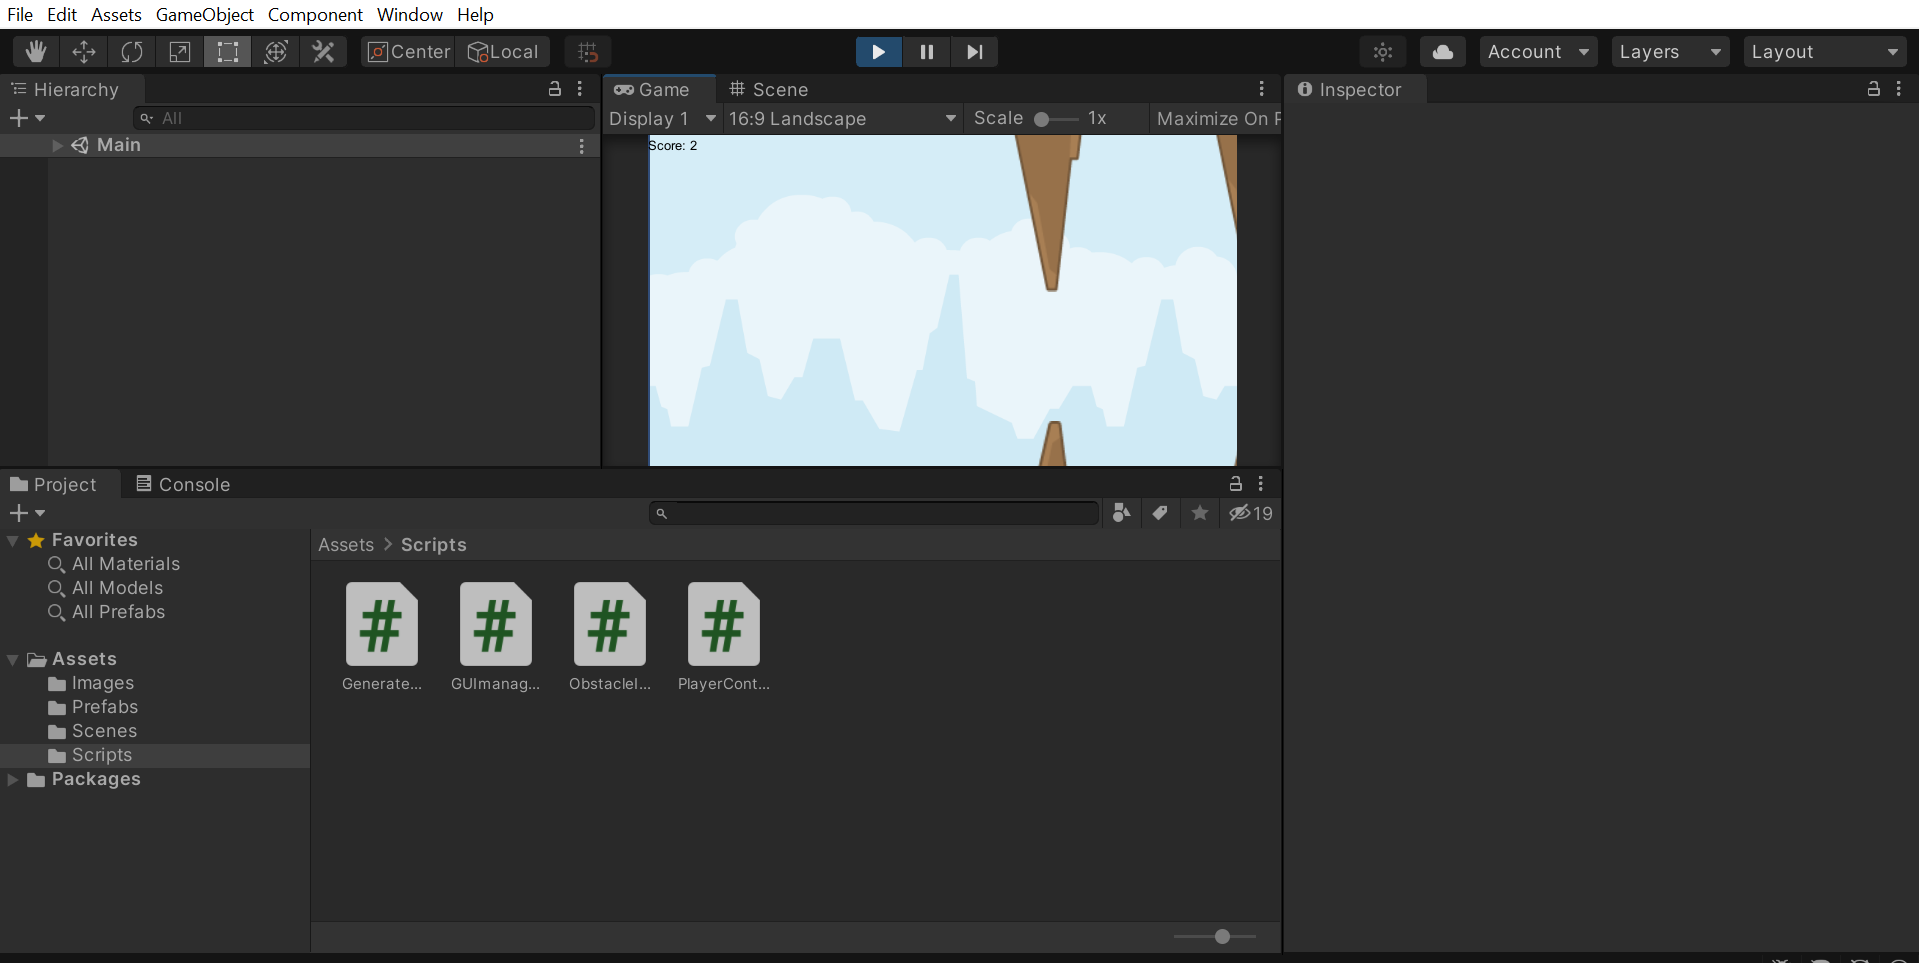 File Edit Assets GameObject Component Window Help
Center Local Account Layers Layout
Hierarchy
All
Main
Game Scene
Display 1 16:9 Landscape Scale 1x Maximize On P
Score: 2
Inspector
Project Console
19
Favorites
All Materials
All Models
All Prefabs
Assets
Images
Prefabs
Scenes
Scripts
Packages
Assets > Scripts
# # # #
Generate... GUImanag... ObstacleI... PlayerCont...